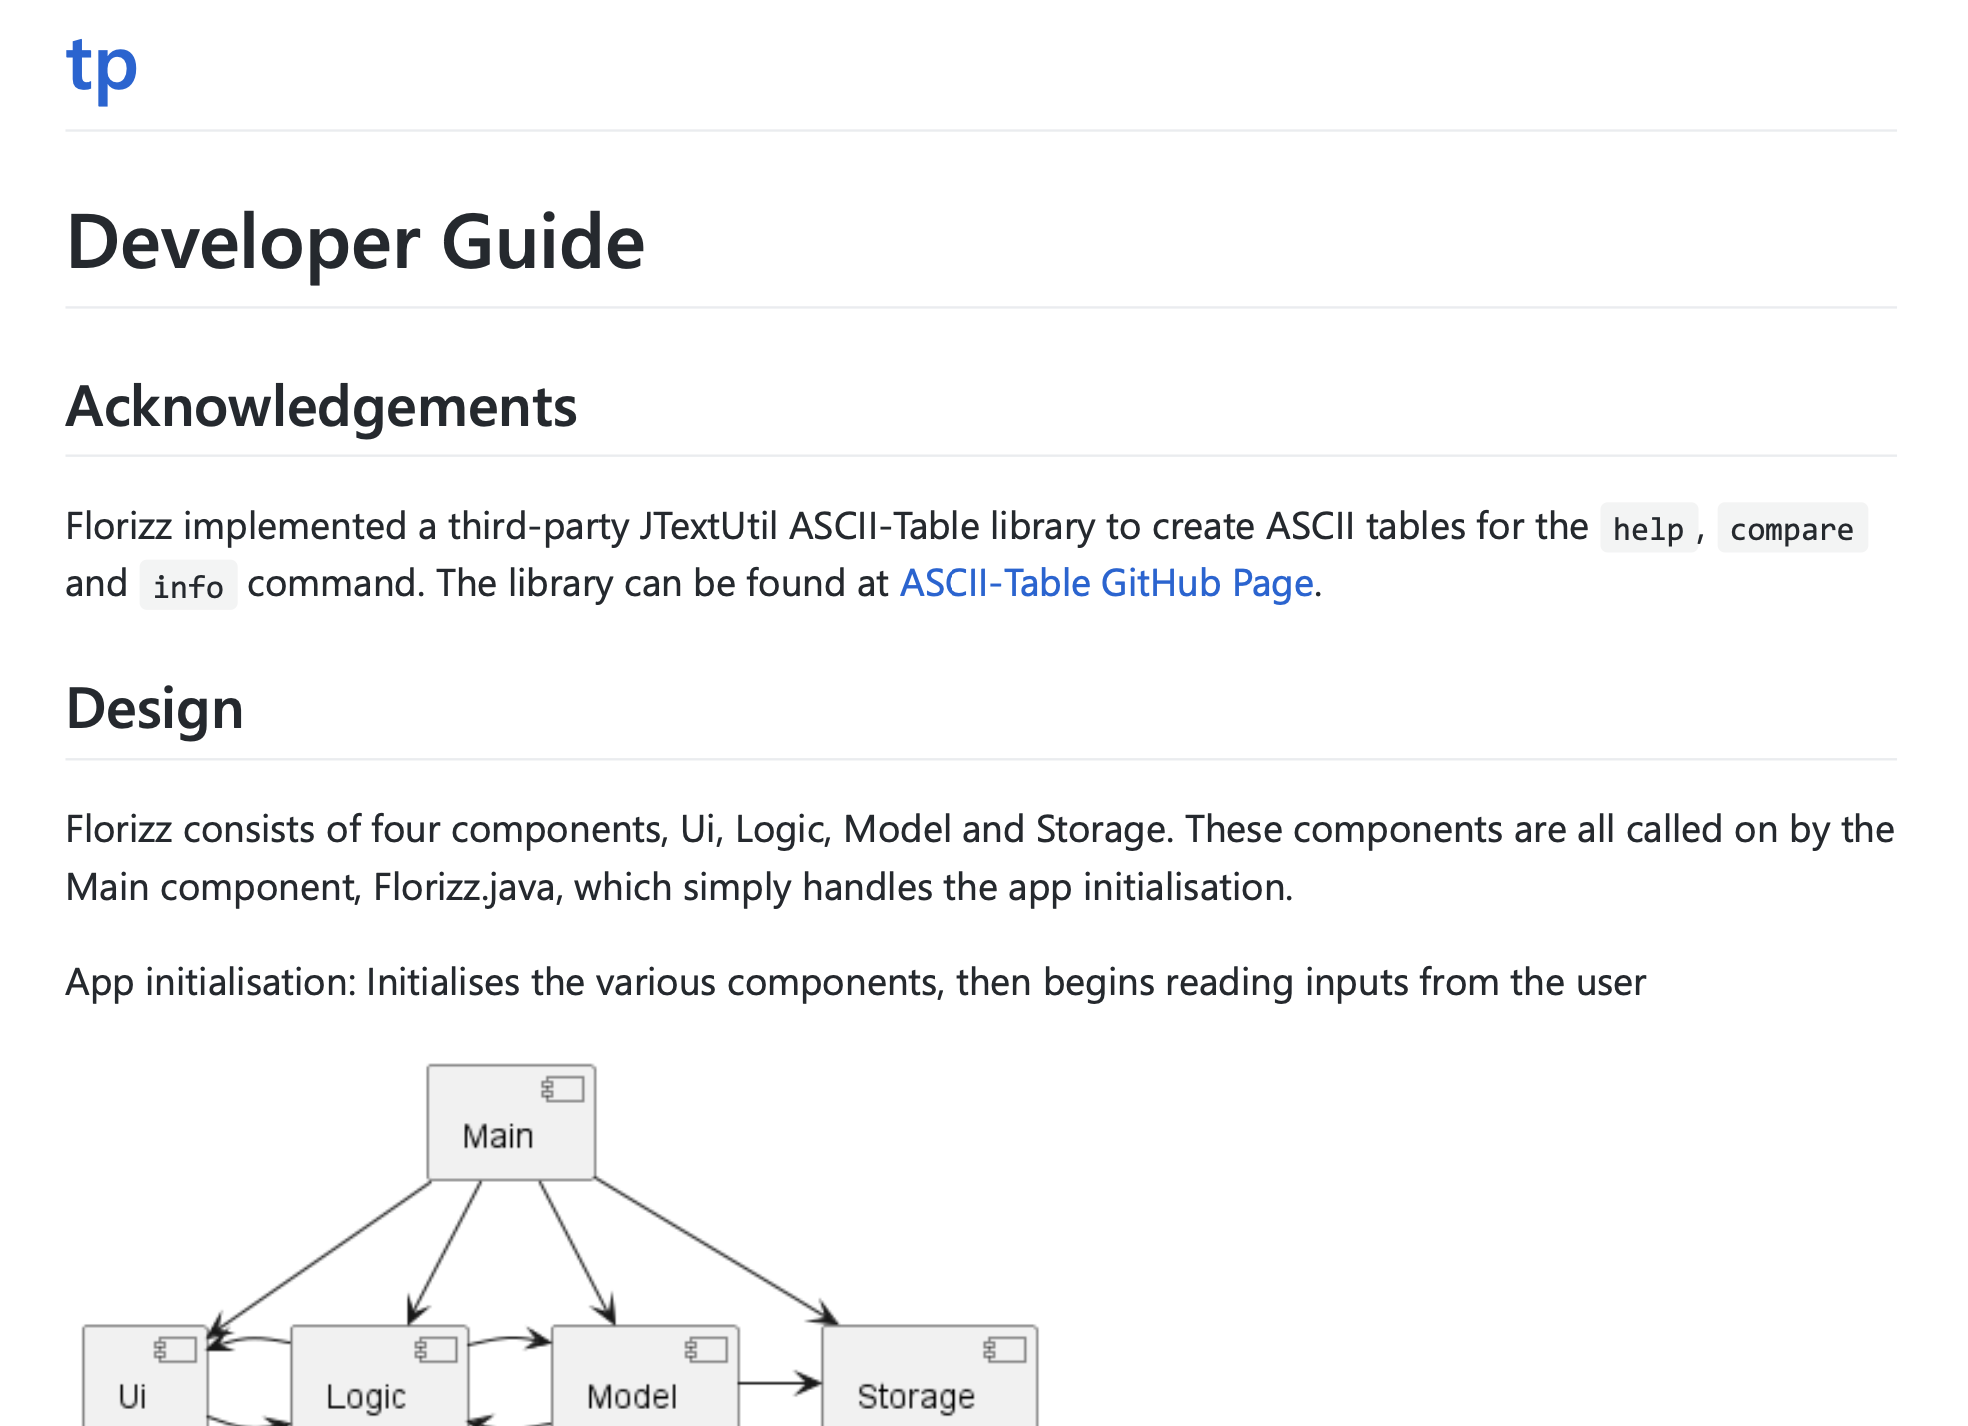 tp
Developer Guide
Acknowledgements
Florizz implemented a third-party JTextUtil ASCII-Table library to create ASCII tables for the help, compare
and info command. The library can be found at ASCII-Table GitHub Page.
Design
Florizz consists of four components, Ui, Logic, Model and Storage. These components are all called on by the
Main component, Florizz.java, which simply handles the app initialisation.
App initialisation: Initialises the various components, then begins reading inputs from the user
Main
Ui
Logic
Model
Storage